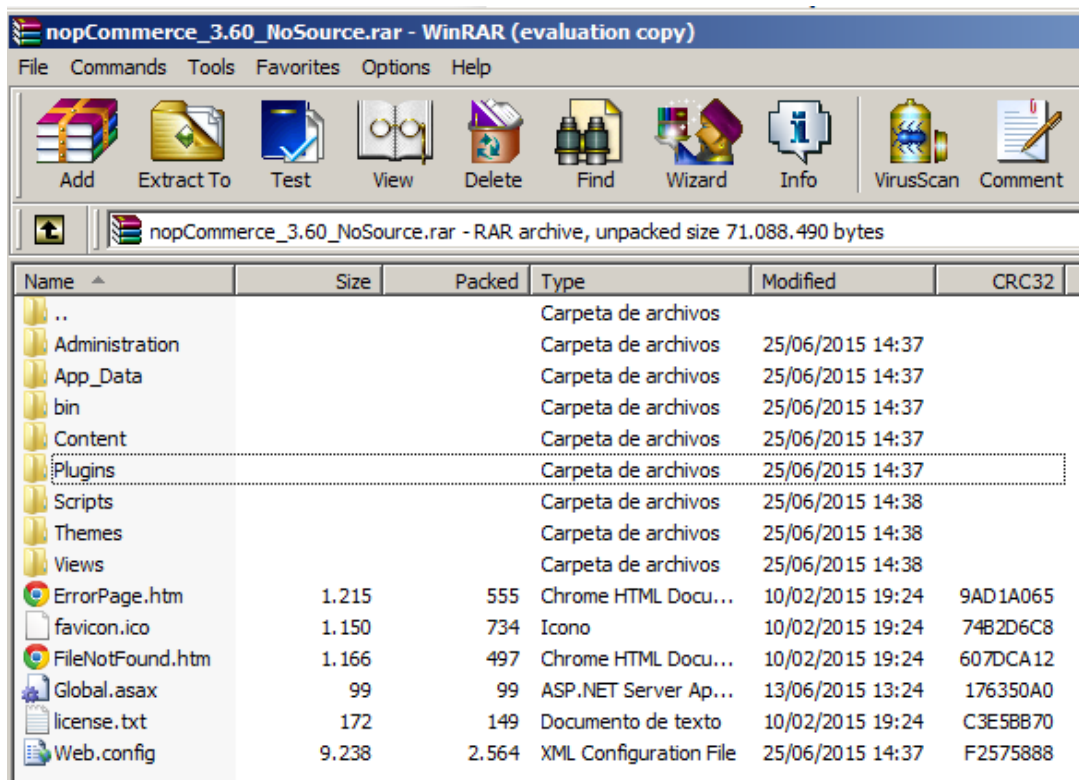 nopCommerce_3.60_NoSource.rar - WinRAR (evaluation copy)
File Commands Tools Favorites Options Help
Add Extract To Test View Delete Find Wizard Info VirusScan Comment
nopCommerce_3.60_NoSource.rar - RAR archive, unpacked size 71.088.490 bytes
Name Size Packed Type Modified CRC32
.. Carpeta de archivos
Administration Carpeta de archivos 25/06/2015 14:37
App_Data Carpeta de archivos 25/06/2015 14:37
bin Carpeta de archivos 25/06/2015 14:37
Content Carpeta de archivos 25/06/2015 14:37
Plugins Carpeta de archivos 25/06/2015 14:37
Scripts Carpeta de archivos 25/06/2015 14:38
Themes Carpeta de archivos 25/06/2015 14:38
Views Carpeta de archivos 25/06/2015 14:38
ErrorPage.htm 1.215 555 Chrome HTML Docu... 10/02/2015 19:24 9AD1A065
favicon.ico 1.150 734 Icono 10/02/2015 19:24 74B2D6C8
FileNotFound.htm 1.166 497 Chrome HTML Docu... 10/02/2015 19:24 607DCA12
Global.asax 99 99 ASP.NET Server Ap... 13/06/2015 13:24 176350A0
license.txt 172 149 Documento de texto 10/02/2015 19:24 C3E5BB70
Web.config 9.238 2.564 XML Configuration File 25/06/2015 14:37 F2575888